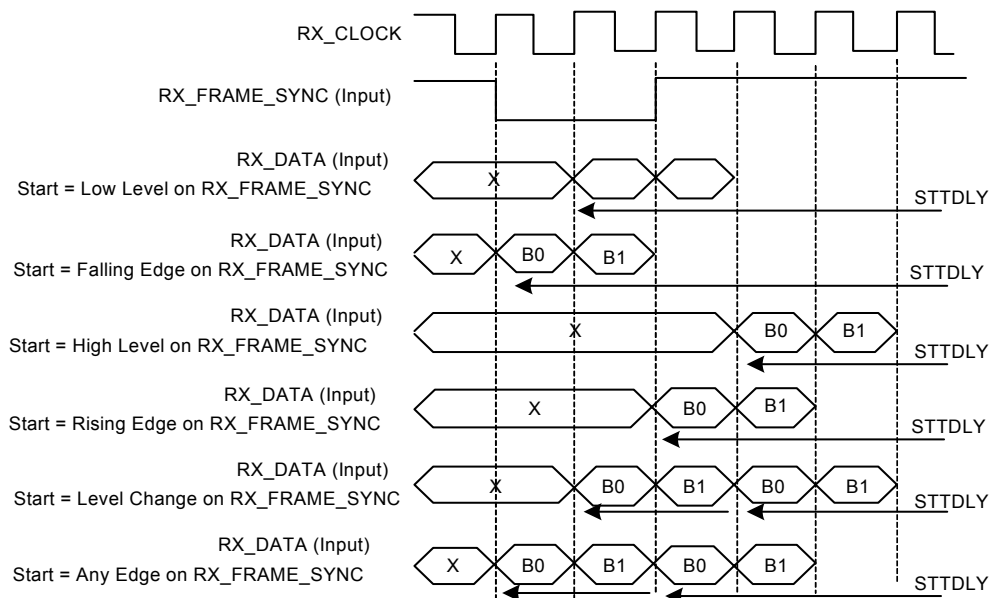 RX_CLOCK
RX_FRAME_SYNC (Input)
RX_DATA (Input)
Start = Low Level on RX_FRAME_SYNC
X
STTDLY
RX_DATA (Input)
Start = Falling Edge on RX_FRAME_SYNC
X B0 B1
STTDLY
RX_DATA (Input)
Start = High Level on RX_FRAME_SYNC
X B0 B1
STTDLY
RX_DATA (Input)
Start = Rising Edge on RX_FRAME_SYNC
X B0 B1
STTDLY
RX_DATA (Input)
Start = Level Change on RX_FRAME_SYNC
X B0 B1 B0 B1
STTDLY
RX_DATA (Input)
Start = Any Edge on RX_FRAME_SYNC
X B0 B1 B0 B1
STTDLY